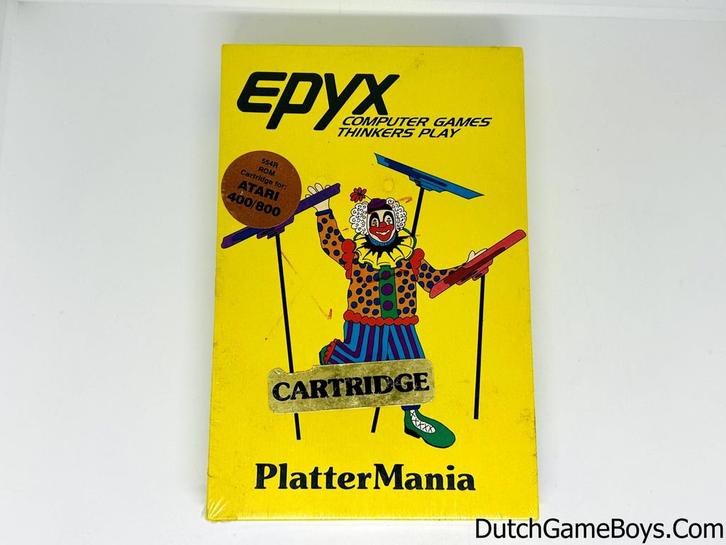 EPYX
COMPUTER GAMES
THINKERS PLAY
554R
ROM
Cartridge for:
ATARI
400/800
CARTRIDGE
PlatterMania
DutchGameBoys.Com